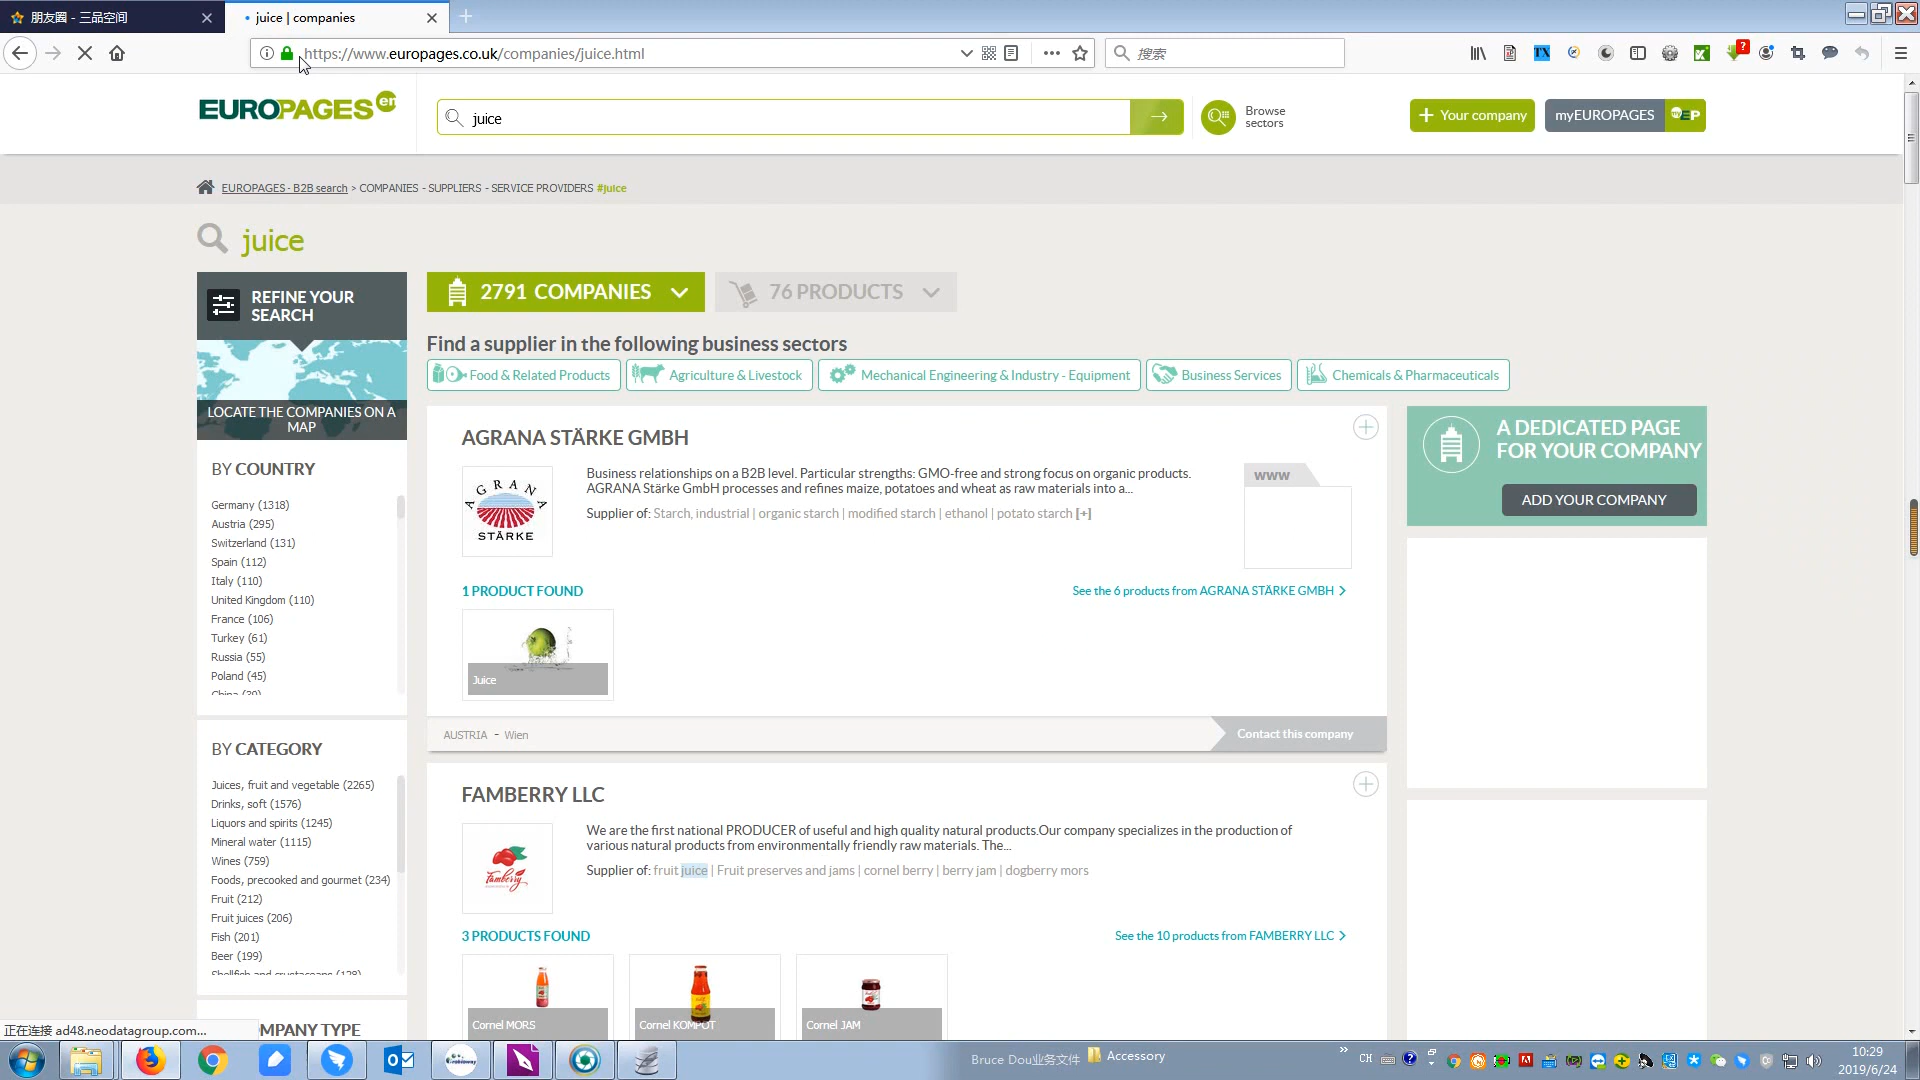 朋友圈 - 三品空间
juice | companies
https://www.europages.co.uk/companies/juice.html
搜索
EUROPAGES en
juice
Browse sectors
Your company
myEUROPAGES
EUROPAGES - B2B search > COMPANIES - SUPPLIERS - SERVICE PROVIDERS #juice
juice
REFINE YOUR
SEARCH
LOCATE THE COMPANIES ON A
MAP
2791 COMPANIES
76 PRODUCTS
Find a supplier in the following business sectors
Food & Related Products
Agriculture & Livestock
Mechanical Engineering & Industry - Equipment
Business Services
Chemicals & Pharmaceuticals
BY COUNTRY
Germany (1318)
Austria (295)
Switzerland (131)
Spain (112)
Italy (110)
United Kingdom (110)
France (106)
Turkey (61)
Russia (55)
Poland (45)
China (39)
BY CATEGORY
Juices, fruit and vegetable (2265)
Drinks, soft (1576)
Liquors and spirits (1245)
Mineral water (1115)
Wines (759)
Foods, precooked and gourmet (234)
Fruit (212)
Fruit juices (206)
Fish (201)
Beer (199)
Shellfish and crustaceans (128)
OMPANY TYPE
AGRANA STÄRKE GMBH
AGRANA
STÄRKE
Business relationships on a B2B level. Particular strengths: GMO-free and strong focus on organic products.
AGRANA Stärke GmbH processes and refines maize, potatoes and wheat as raw materials into a...
Supplier of: Starch, industrial | organic starch | modified starch | ethanol | potato starch [+]
www
1 PRODUCT FOUND
See the 6 products from AGRANA STÄRKE GMBH
Juice
AUSTRIA - Wien
Contact this company
FAMBERRY LLC
Famberry
We are the first national PRODUCER of useful and high quality natural products.Our company specializes in the production of
various natural products from environmentally friendly raw materials. The...
Supplier of: fruit juice | Fruit preserves and jams | cornel berry | berry jam | dogberry mors
3 PRODUCTS FOUND
See the 10 products from FAMBERRY LLC
Cornel MORS
Cornel KOMPOT
Cornel JAM
A DEDICATED PAGE
FOR YOUR COMPANY
ADD YOUR COMPANY
正在连接 ad48.neodatagroup.com...
Bruce Dou业务文件
Accessory
CH
10:29
2019/6/24